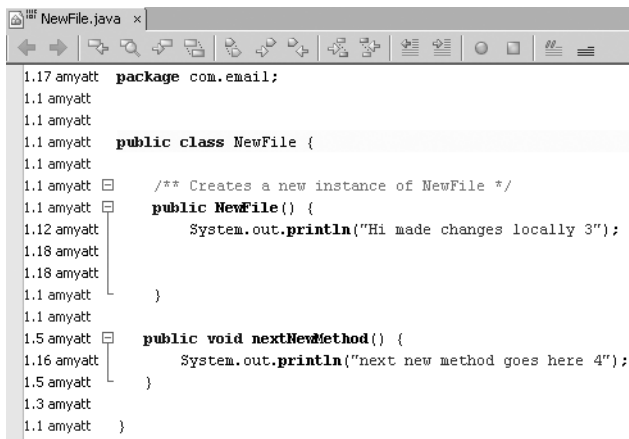 NewFile.java ×
1.17 amyatt package com.email;
1.1 amyatt
1.1 amyatt
1.1 amyatt public class NewFile {
1.1 amyatt
1.1 amyatt /** Creates a new instance of NewFile */
1.1 amyatt public NewFile() {
1.12 amyatt System.out.println("Hi made changes locally 3");
1.18 amyatt
1.18 amyatt
1.1 amyatt }
1.1 amyatt
1.5 amyatt public void nextNewMethod() {
1.16 amyatt System.out.println("next new method goes here 4");
1.5 amyatt }
1.3 amyatt
1.1 amyatt }